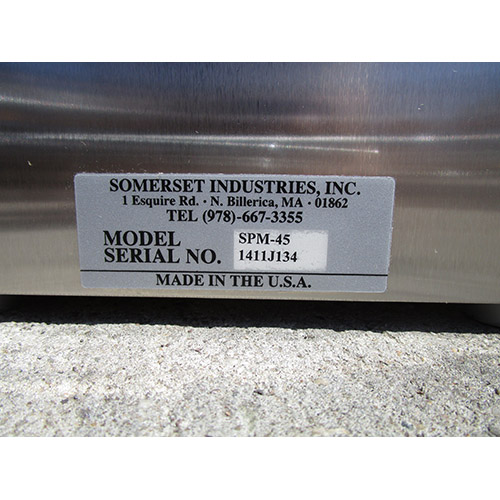 SOMERSET INDUSTRIES, INC.
1 Esquire Rd. · N. Billerica, MA · 01862
TEL (978)-667-3355
MODEL SPM-45
SERIAL NO. 1411J134
MADE IN THE U.S.A.